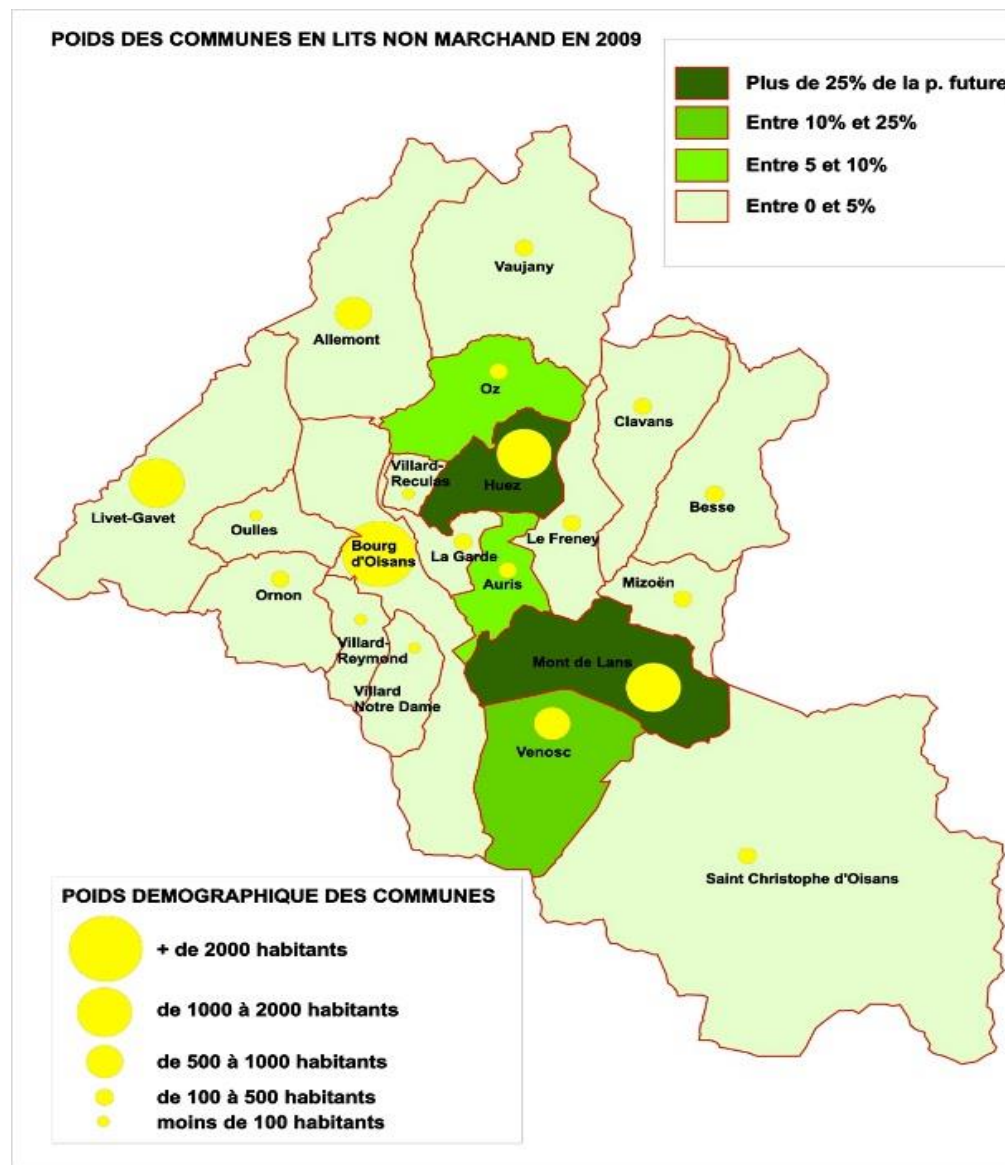 POIDS DES COMMUNES EN LITS NON MARCHAND EN 2009
Plus de 25% de la p. future
Entre 10% et 25%
Entre 5 et 10%
Entre 0 et 5%
Vaujany
Allemont
Oz
Clavans
Villard-
Reculas
Huez
Livet-Gavet
Besse
Oulles
Bourg
d'Oisans
La Garde
Le Freney
Auris
Mizoën
Ornon
Villard-
Reymond
Mont de Lans
Villard
Notre Dame
Venosc
Saint Christophe d'Oisans
POIDS DEMOGRAPHIQUE DES COMMUNES
+ de 2000 habitants
de 1000 à 2000 habitants
de 500 à 1000 habitants
de 100 à 500 habitants
moins de 100 habitants